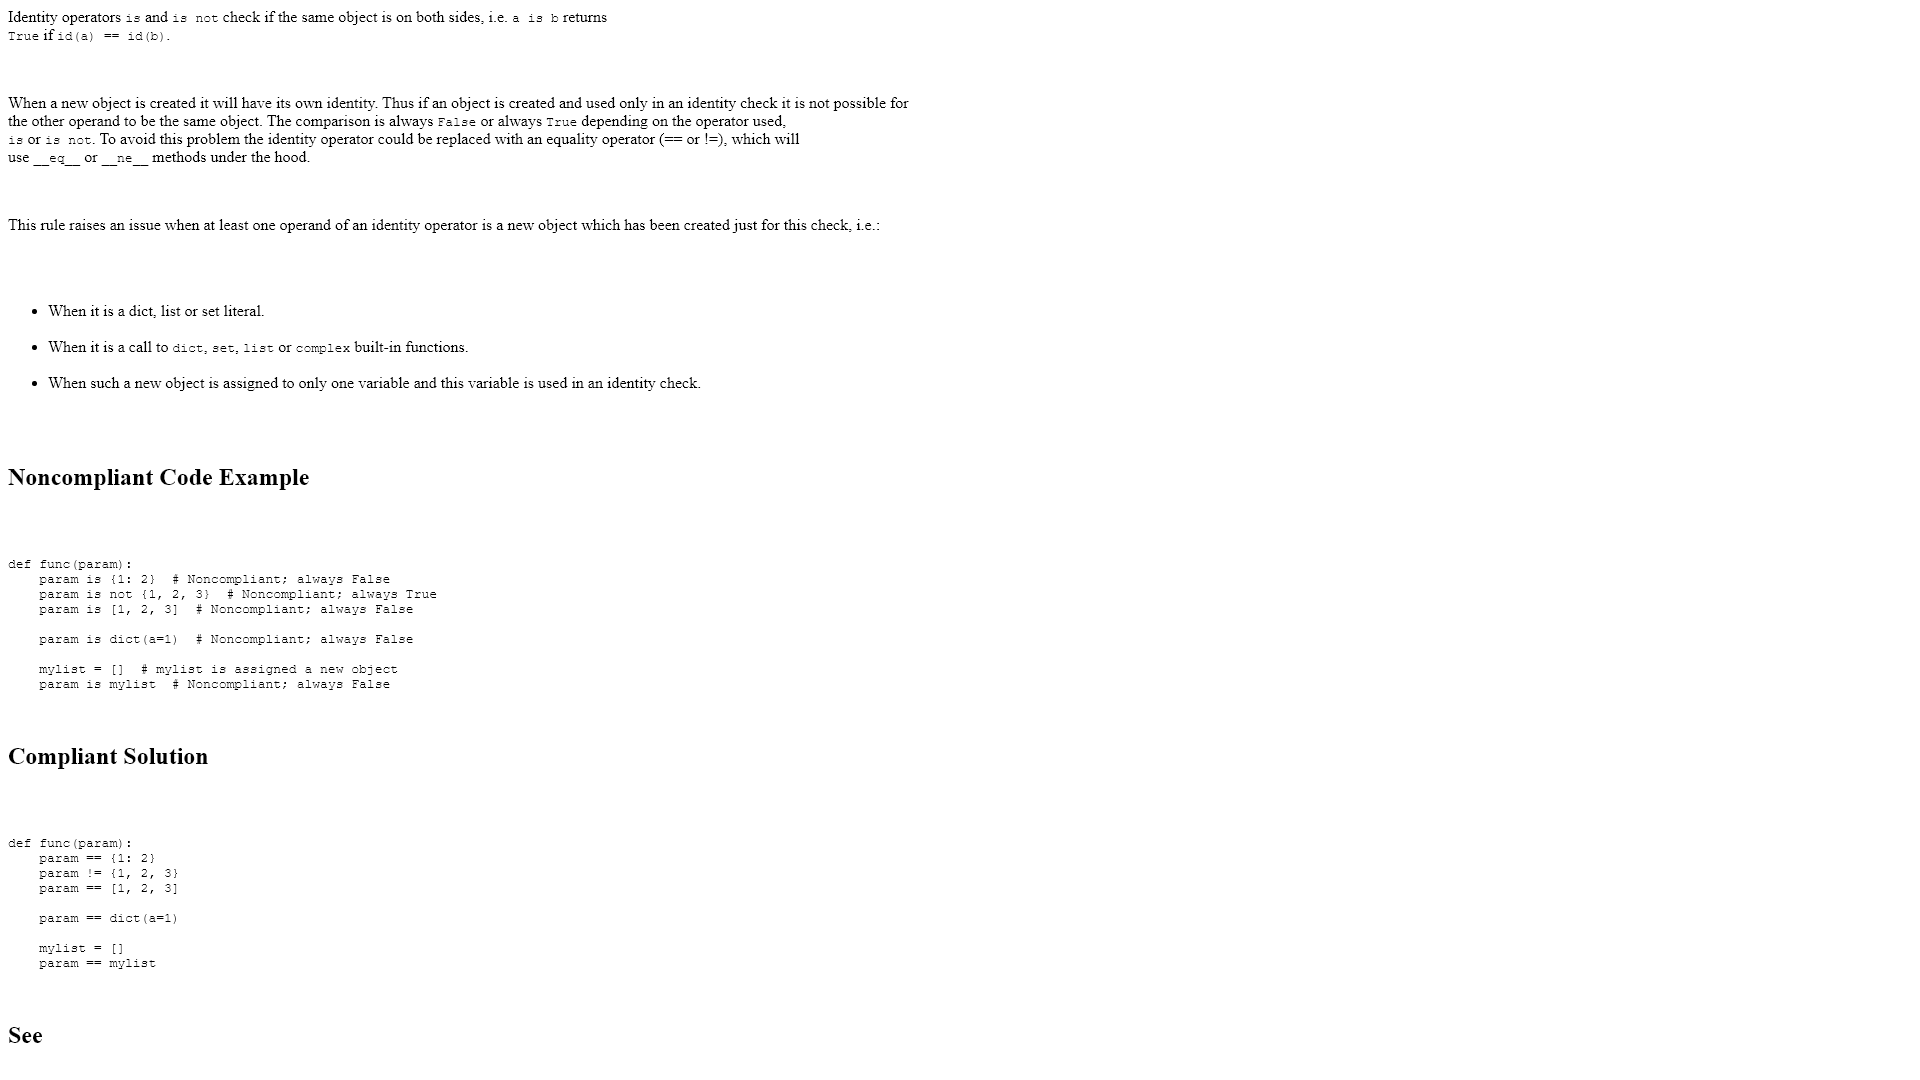 Identity operators is and is not check if the same object is on both sides, i.e. a is b returns
True if id(a) == id(b).
When a new object is created it will have its own identity. Thus if an object is created and used only in an identity check it is not possible for
the other operand to be the same object. The comparison is always False or always True depending on the operator used,
is or is not. To avoid this problem the identity operator could be replaced with an equality operator (== or !=), which will
use __eq__ or __ne__ methods under the hood.
This rule raises an issue when at least one operand of an identity operator is a new object which has been created just for this check, i.e.:
• When it is a dict, list or set literal.
• When it is a call to dict, set, list or complex built-in functions.
• When such a new object is assigned to only one variable and this variable is used in an identity check.
Noncompliant Code Example
def func(param):
    param is {1: 2}  # Noncompliant; always False
    param is not {1, 2, 3}  # Noncompliant; always True
    param is [1, 2, 3]  # Noncompliant; always False
    param is dict(a=1)  # Noncompliant; always False
    mylist = []  # mylist is assigned a new object
    param is mylist  # Noncompliant; always False
Compliant Solution
def func(param):
    param == {1: 2}
    param != {1, 2, 3}
    param == [1, 2, 3]
    param == dict(a=1)
    mylist = []
    param == mylist
See